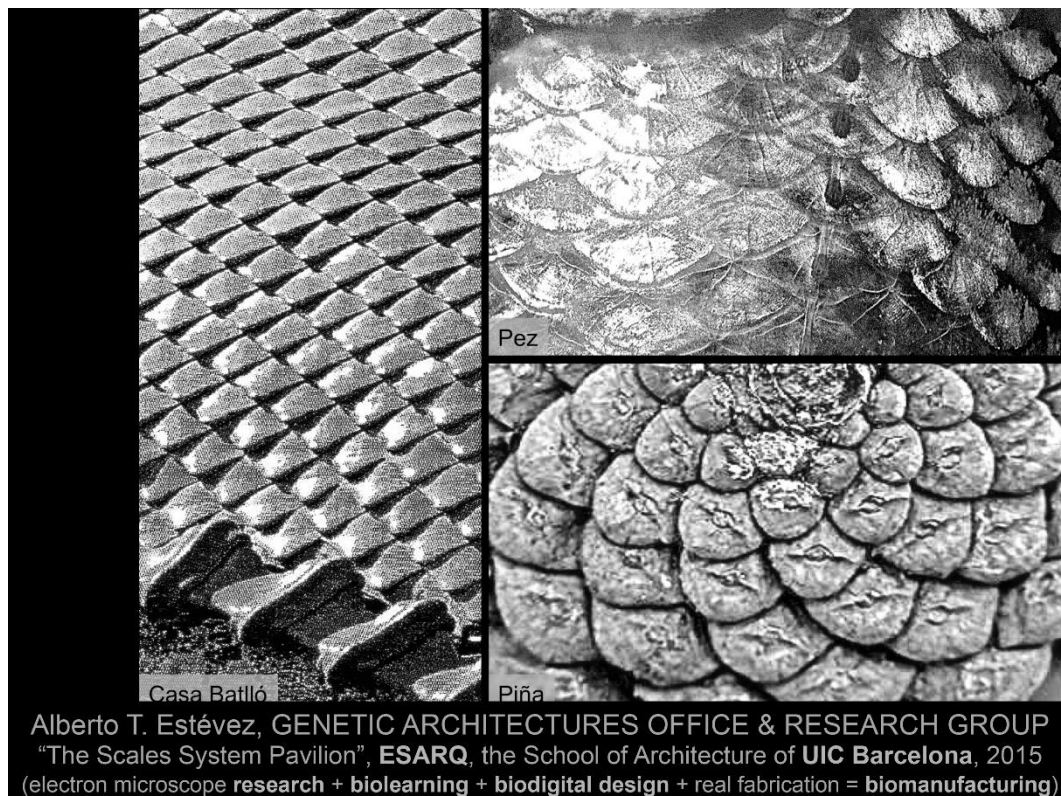 Pez
Casa Batlló
Piña
Alberto T. Estévez, GENETIC ARCHITECTURES OFFICE & RESEARCH GROUP
“The Scales System Pavilion”, ESARQ, the School of Architecture of UIC Barcelona, 2015
(electron microscope research + biolearning + biodigital design + real fabrication = biomanufacturing)